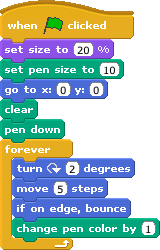 when clicked
set size to 20 %
set pen size to 10
go to x: 0 y: 0
clear
pen down
forever
turn 2 degrees
move 5 steps
if on edge, bounce
change pen color by 1